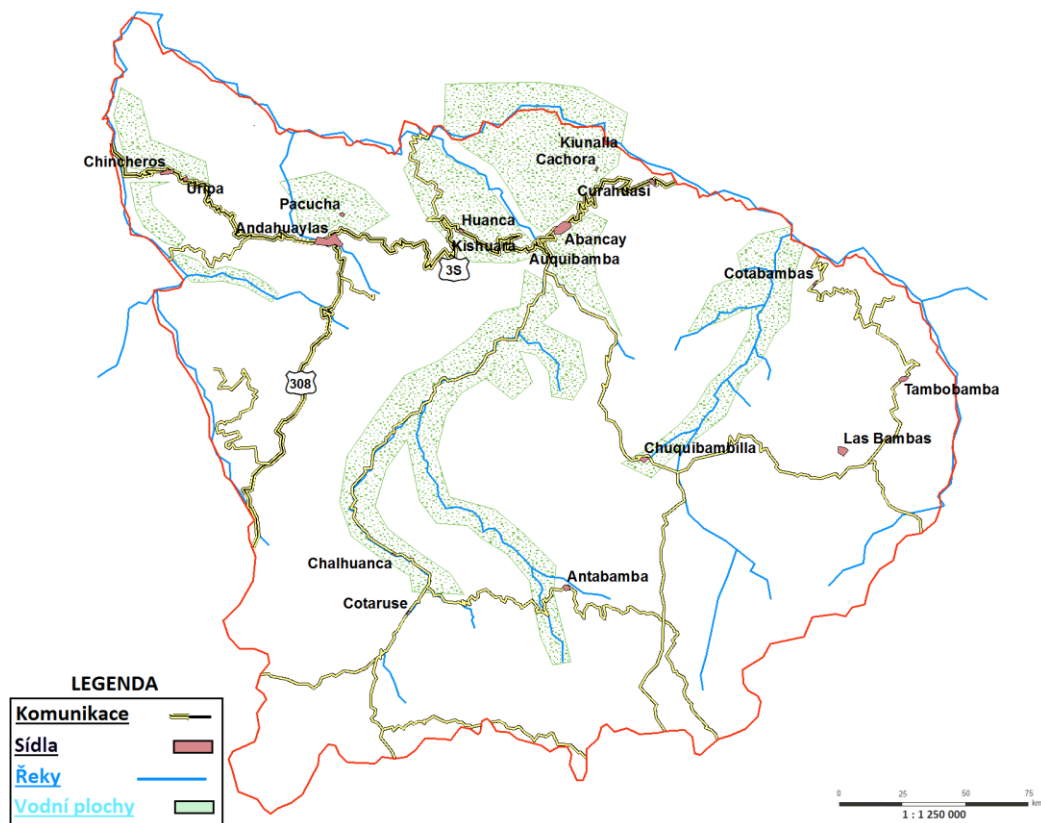 Kiunalla
Cachora
Chincheros
Curahuasi
Uripa
Pacucha
Huanca
Andahuaylas
Abancay
Kishuara
Auquibamba
3S
Cotabambas
308
Tambobamba
Las Bambas
Chuquibambilla
Chalhuanca
Antabamba
Cotaruse
LEGENDA
Komunikace
Sídla
Řeky
Vodní plochy
0 25 50 75
km
1 : 1 250 000